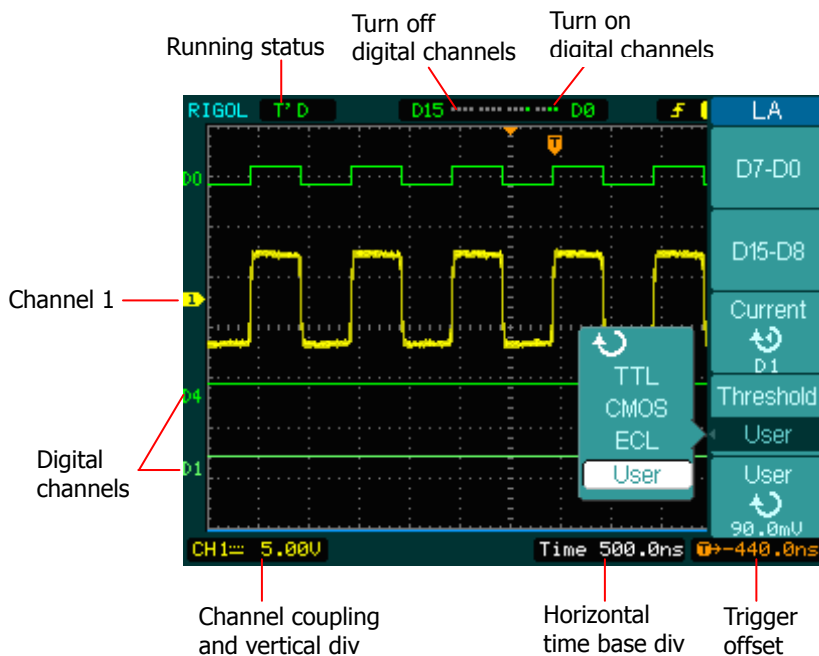 Running status
Turn off
digital channels
Turn on
digital channels
RIGOL T'D D15 D0 LA
T
D0
D7-D0
D15-D8
Channel 1
1
Current
D1
TTL
CMOS
ECL
User
Threshold
User
D4
Digital
channels
D1
User
90.0mV
CH1 5.00V Time 500.0ns T→-440.0ns
Channel coupling
and vertical div
Horizontal
time base div
Trigger
offset